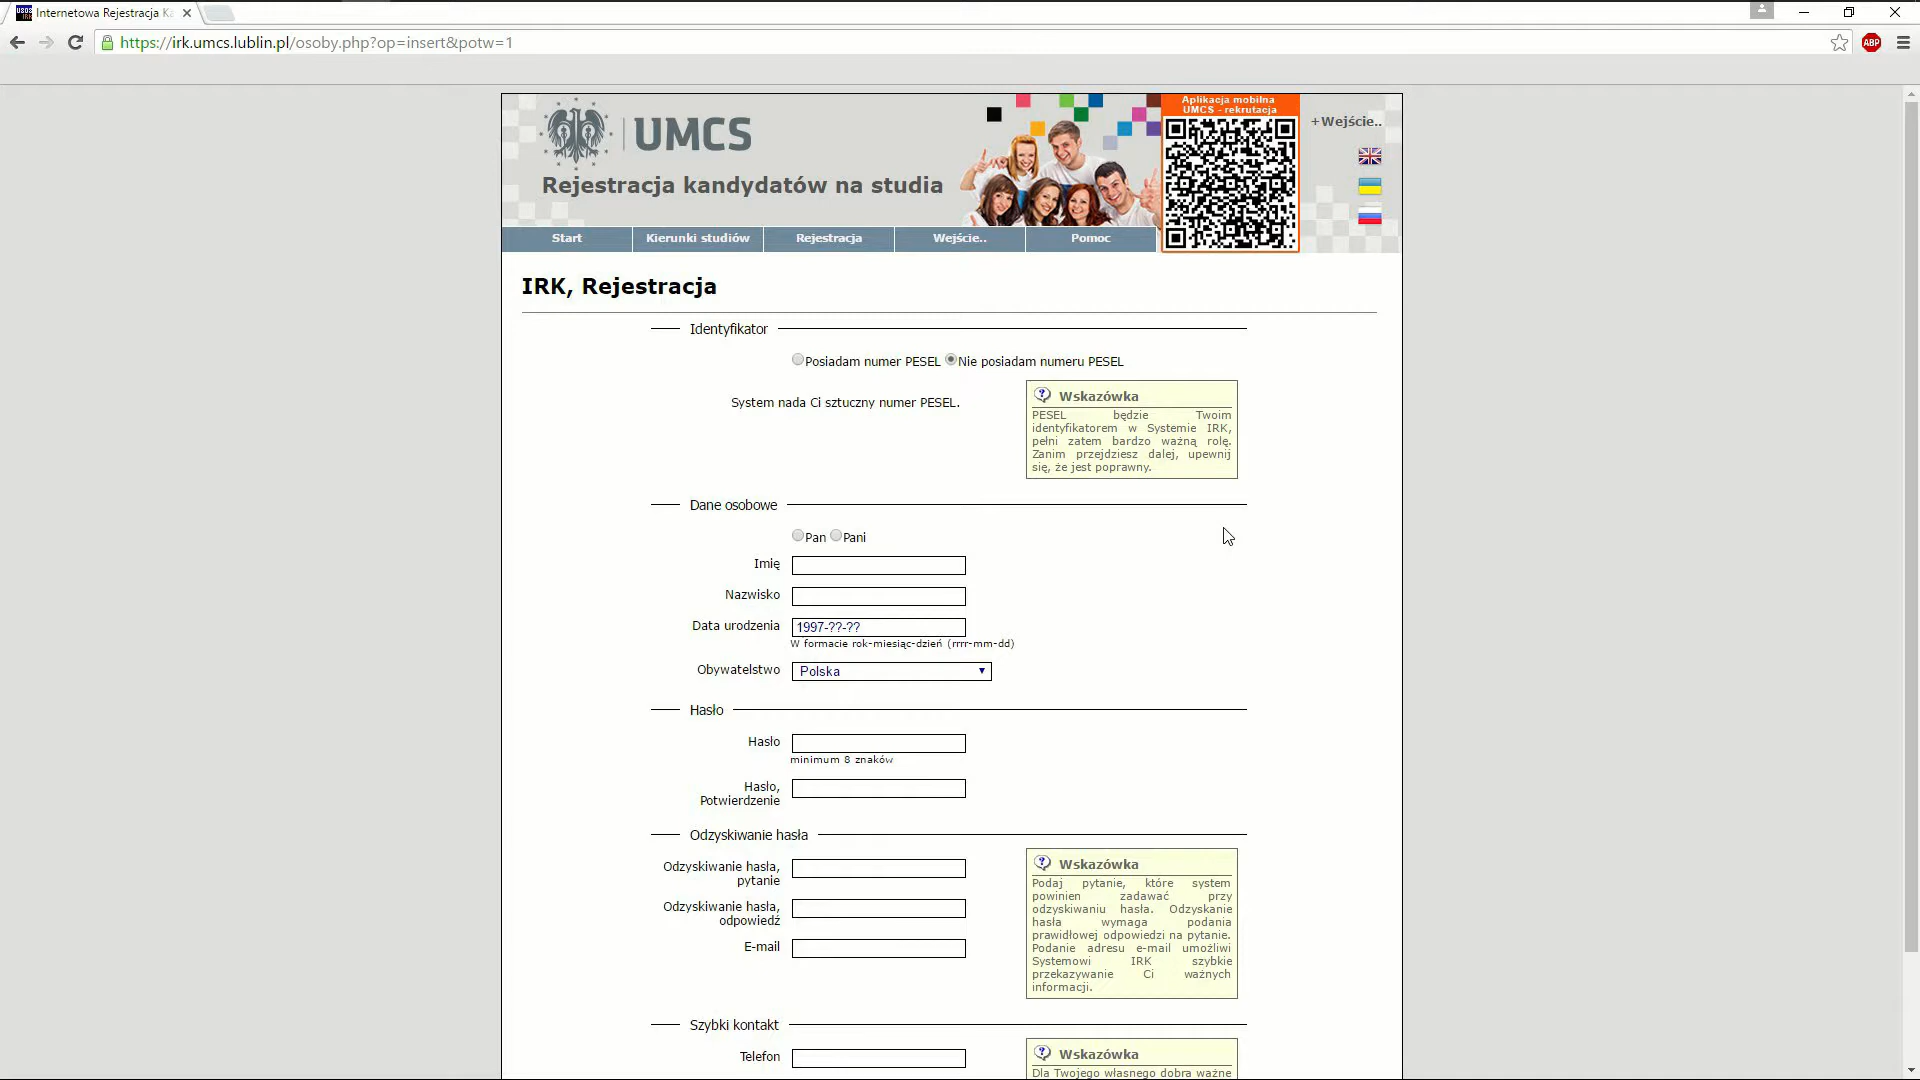 Internetowa Rejestracja Ka
https://irk.umcs.lublin.pl/osoby.php?op=insert&potw=1
ABP
UMCS
Rejestracja kandydatów na studia
Aplikacja mobilna
UMCS - rekrutacja
+Wejście..
Start
Kierunki studiów
Rejestracja
Wejście..
Pomoc
IRK, Rejestracja
Identyfikator
Posiadam numer PESEL
Nie posiadam numeru PESEL
System nada Ci sztuczny numer PESEL.
Wskazówka
PESEL będzie Twoim
identyfikatorem w Systemie IRK,
pełni zatem bardzo ważną rolę.
Zanim przejdziesz dalej, upewnij
się, że jest poprawny.
Dane osobowe
Pan
Pani
Imię
Nazwisko
Data urodzenia
1997-??-??
W formacie rok-miesiąc-dzień (rrrr-mm-dd)
Obywatelstwo
Polska
Hasło
Hasło
minimum 8 znaków
Hasło,
Potwierdzenie
Odzyskiwanie hasła
Odzyskiwanie hasła,
pytanie
Odzyskiwanie hasła,
odpowiedź
E-mail
Wskazówka
Podaj pytanie, które system
powinien zadawać przy
odzyskiwaniu hasła. Odzyskanie
hasła wymaga podania
prawidłowej odpowiedzi na pytanie.
Podanie adresu e-mail umożliwi
Systemowi IRK szybkie
przekazywanie Ci ważnych
informacji.
Szybki kontakt
Telefon
Wskazówka
Dla Twojego własnego dobra ważne